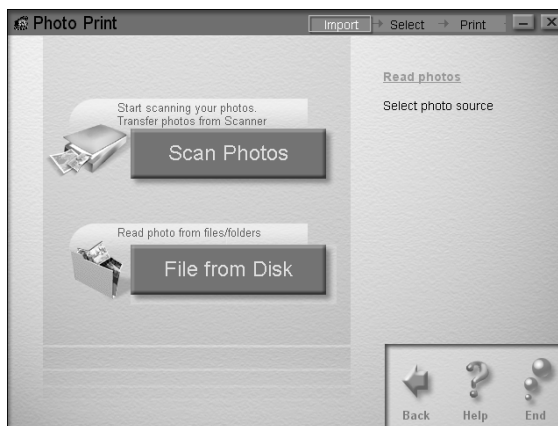 Photo Print
Import → Select → Print
Read photos
Select photo source
Start scanning your photos.
Transfer photos from Scanner
Scan Photos
Read photo from files/folders
File from Disk
Back Help End